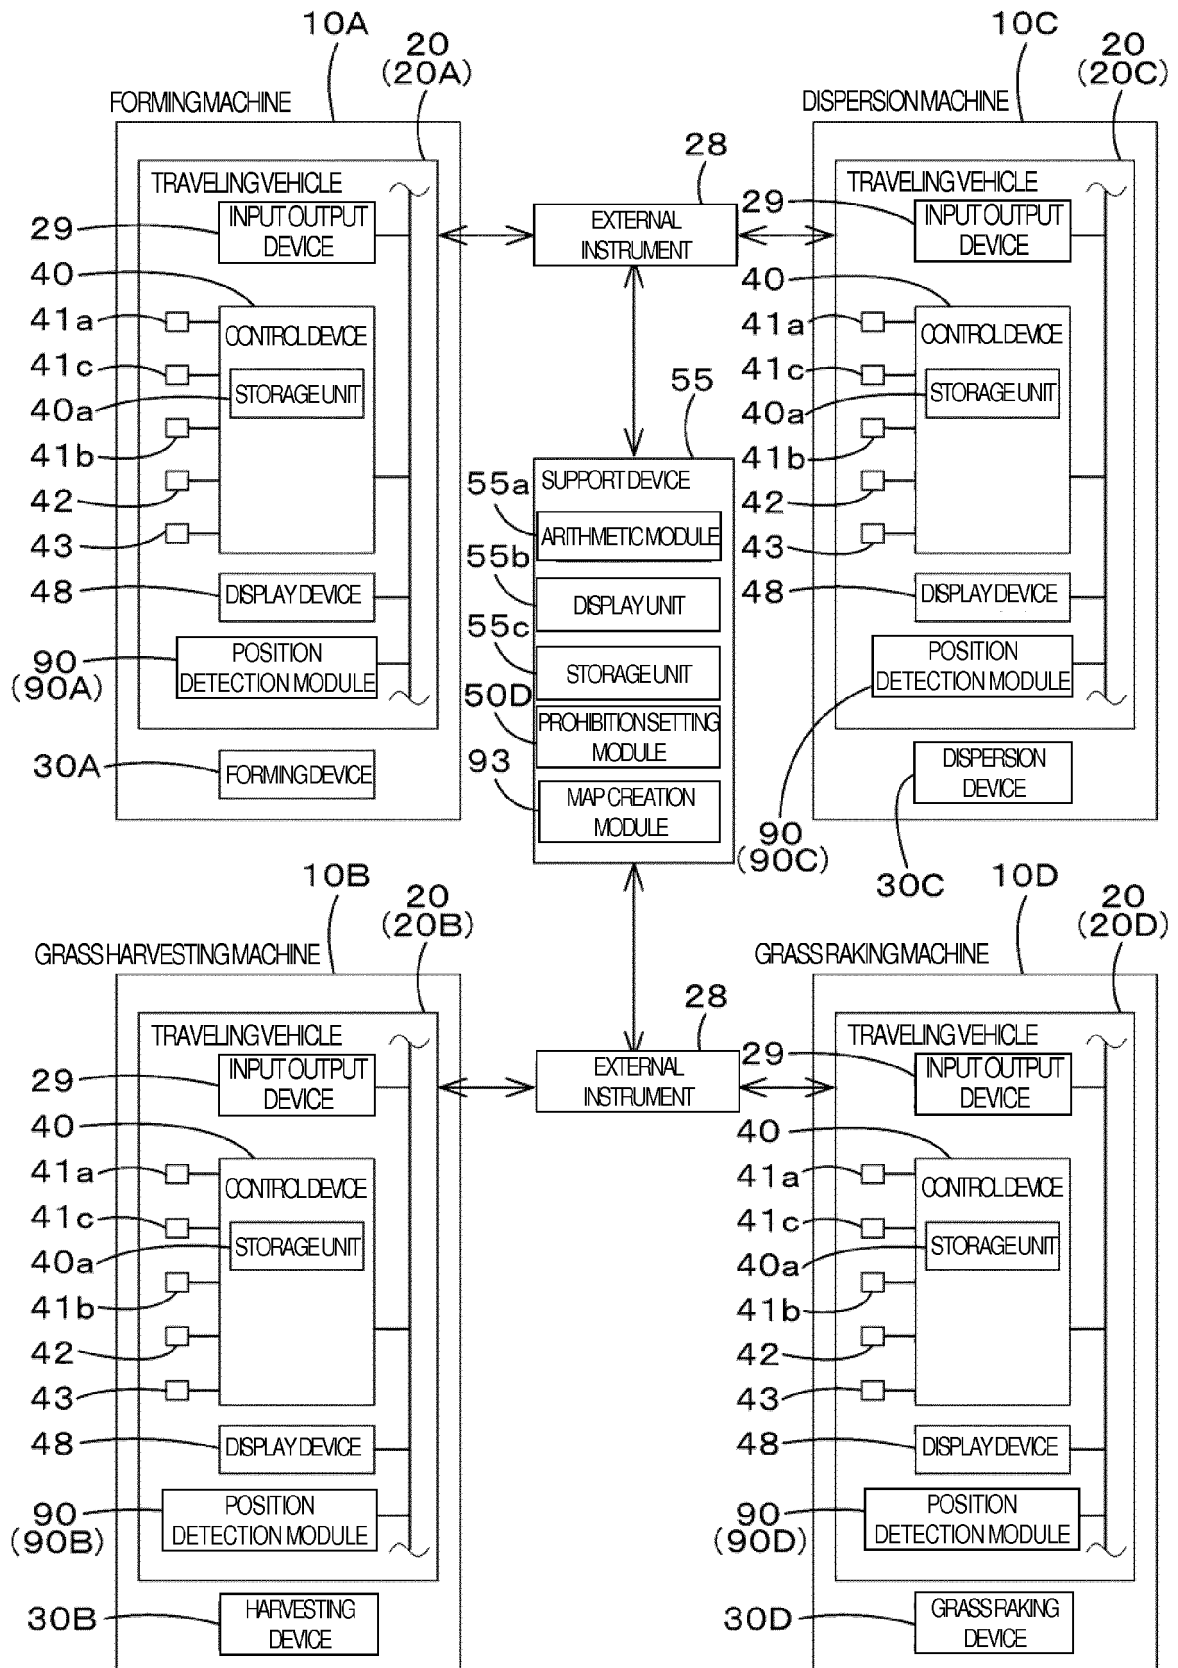 10A
20
(20A)
FORMING MACHINE
TRAVELING VEHICLE
29
INPUT OUTPUT
DEVICE
40
41a
CONTROL DEVICE
41c
40a
STORAGE UNIT
41b
42
43
48
DISPLAY DEVICE
90
(90A)
POSITION
DETECTION MODULE
30A
FORMING DEVICE
28
EXTERNAL
INSTRUMENT
55
SUPPORT DEVICE
55a
ARITHMETIC MODULE
55b
DISPLAY UNIT
55c
STORAGE UNIT
50D
PROHIBITION SETTING
MODULE
93
MAP CREATION
MODULE
10C
20
(20C)
DISPERSION MACHINE
TRAVELING VEHICLE
29
INPUT OUTPUT
DEVICE
40
41a
CONTROL DEVICE
41c
40a
STORAGE UNIT
41b
42
43
48
DISPLAY DEVICE
POSITION
DETECTION MODULE
90
(90C)
DISPERSION
DEVICE
30C
10B
20
(20B)
GRASS HARVESTING MACHINE
TRAVELING VEHICLE
29
INPUT OUTPUT
DEVICE
40
41a
CONTROL DEVICE
41c
40a
STORAGE UNIT
41b
42
43
48
DISPLAY DEVICE
90
(90B)
POSITION
DETECTION MODULE
30B
HARVESTING
DEVICE
28
EXTERNAL
INSTRUMENT
10D
20
(20D)
GRASS RAKING MACHINE
TRAVELING VEHICLE
29
INPUT OUTPUT
DEVICE
40
41a
CONTROL DEVICE
41c
40a
STORAGE UNIT
41b
42
43
48
DISPLAY DEVICE
90
(90D)
POSITION
DETECTION MODULE
30D
GRASS RAKING
DEVICE